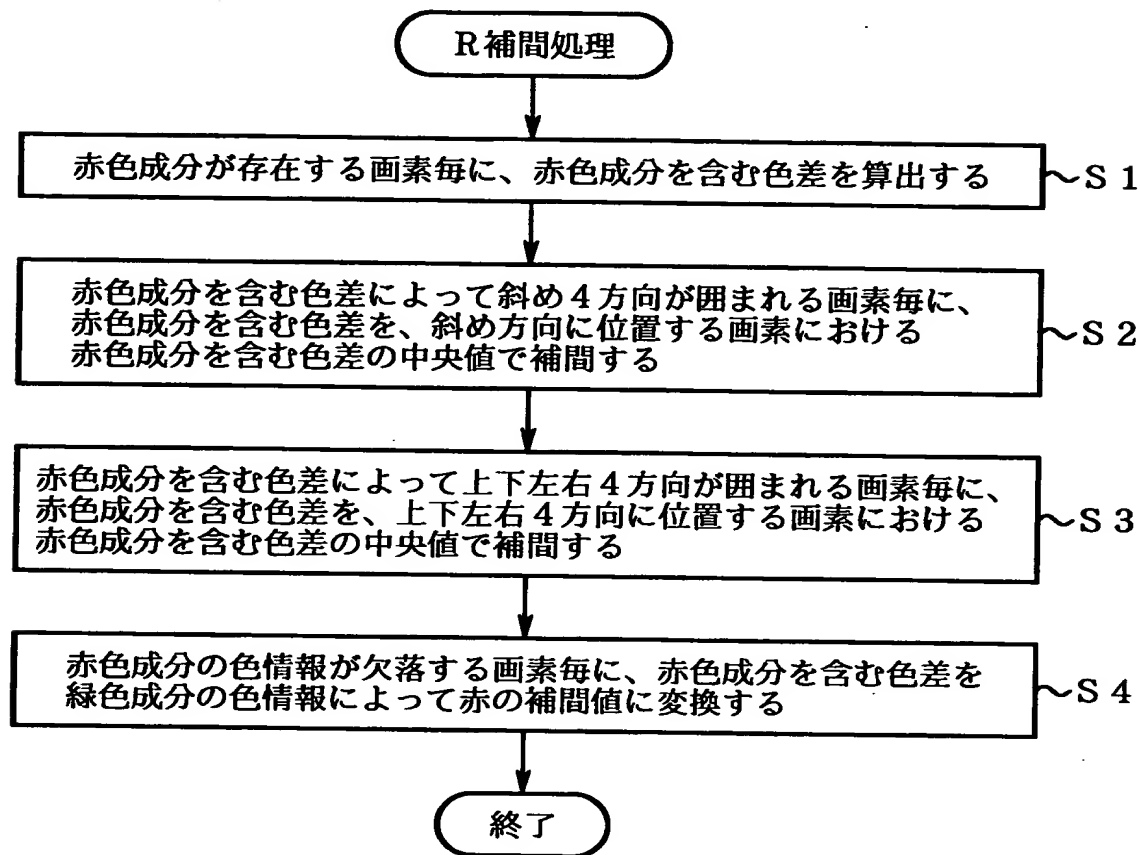 R補間処理
赤色成分が存在する画素毎に、赤色成分を含む色差を算出する
～S1
赤色成分を含む色差によって斜め4方向が囲まれる画素毎に、
赤色成分を含む色差を、斜め方向に位置する画素における
赤色成分を含む色差の中央値で補間する
～S2
赤色成分を含む色差によって上下左右4方向が囲まれる画素毎に、
赤色成分を含む色差を、上下左右4方向に位置する画素における
赤色成分を含む色差の中央値で補間する
～S3
赤色成分の色情報が欠落する画素毎に、赤色成分を含む色差を
緑色成分の色情報によって赤の補間値に変換する
～S4
終了